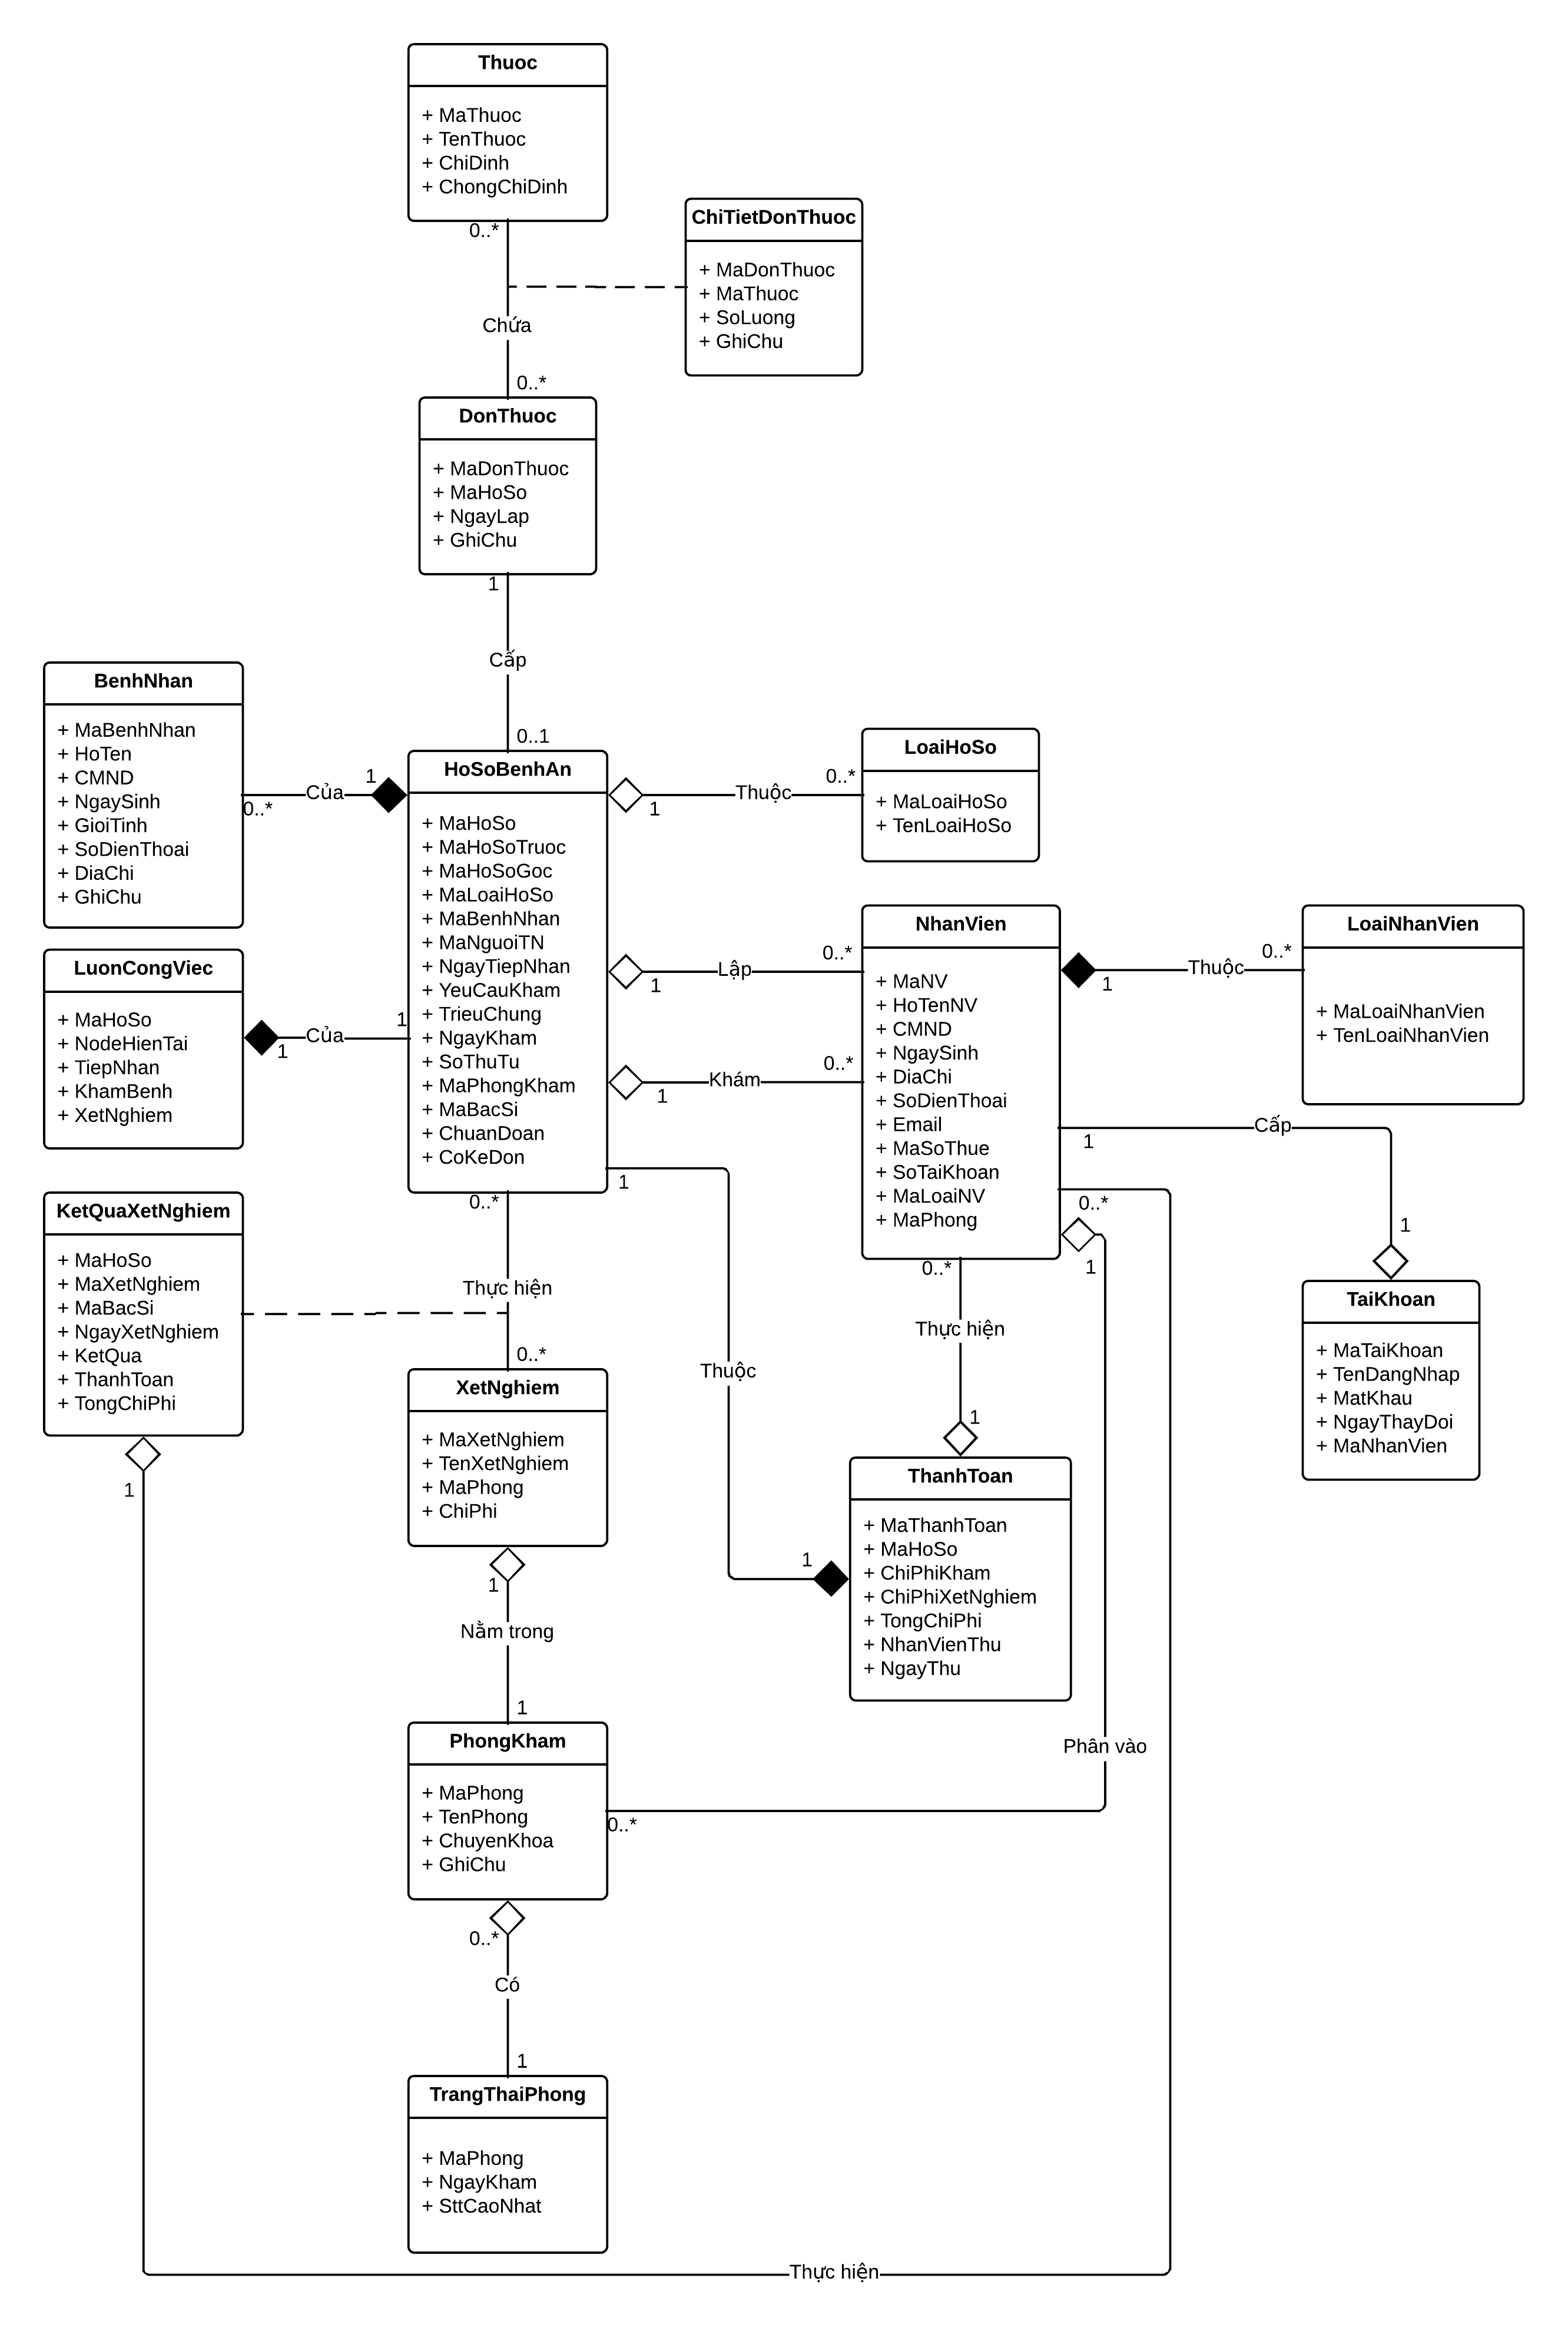 Thuoc
+ MaThuoc
+ TenThuoc
+ ChiDinh
+ ChongChiDinh
0..*
ChiTietDonThuoc
+ MaDonThuoc
+ MaThuoc
+ SoLuong
+ GhiChu
Chứa
0..*
DonThuoc
+ MaDonThuoc
+ MaHoSo
+ NgayLap
+ GhiChu
1
Cấp
0..1
BenhNhan
+ MaBenhNhan
+ HoTen
+ CMND
+ NgaySinh
+ GioiTinh
+ SoDienThoai
+ DiaChi
+ GhiChu
0..*
Của
1
HoSoBenhAn
+ MaHoSo
+ MaHoSoTruoc
+ MaHoSoGoc
+ MaLoaiHoSo
+ MaBenhNhan
+ MaNguoiTN
+ NgayTiepNhan
+ YeuCauKham
+ TrieuChung
+ NgayKham
+ SoThuTu
+ MaPhongKham
+ MaBacSi
+ ChuanDoan
+ CoKeDon
1
Thuộc
0..*
LoaiHoSo
+ MaLoaiHoSo
+ TenLoaiHoSo
LuonCongViec
+ MaHoSo
+ NodeHienTai
+ TiepNhan
+ KhamBenh
+ XetNghiem
1
Của
1
1
Lập
0..*
1
Khám
0..*
NhanVien
+ MaNV
+ HoTenNV
+ CMND
+ NgaySinh
+ DiaChi
+ SoDienThoai
+ Email
+ MaSoThue
+ SoTaiKhoan
+ MaLoaiNV
+ MaPhong
1
Thuộc
0..*
LoaiNhanVien
+ MaLoaiNhanVien
+ TenLoaiNhanVien
1
Cấp
1
TaiKhoan
+ MaTaiKhoan
+ TenDangNhap
+ MatKhau
+ NgayThayDoi
+ MaNhanVien
KetQuaXetNghiem
+ MaHoSo
+ MaXetNghiem
+ MaBacSi
+ NgayXetNghiem
+ KetQua
+ ThanhToan
+ TongChiPhi
1
0..*
Thực hiện
0..*
XetNghiem
+ MaXetNghiem
+ TenXetNghiem
+ MaPhong
+ ChiPhi
1
Thuộc
1
0..*
1
0..*
Thực hiện
1
ThanhToan
+ MaThanhToan
+ MaHoSo
+ ChiPhiKham
+ ChiPhiXetNghiem
+ TongChiPhi
+ NhanVienThu
+ NgayThu
1
Nằm trong
1
PhongKham
+ MaPhong
+ TenPhong
+ ChuyenKhoa
+ GhiChu
Phân vào
0..*
0..*
Có
1
TrangThaiPhong
+ MaPhong
+ NgayKham
+ SttCaoNhat
Thực hiện